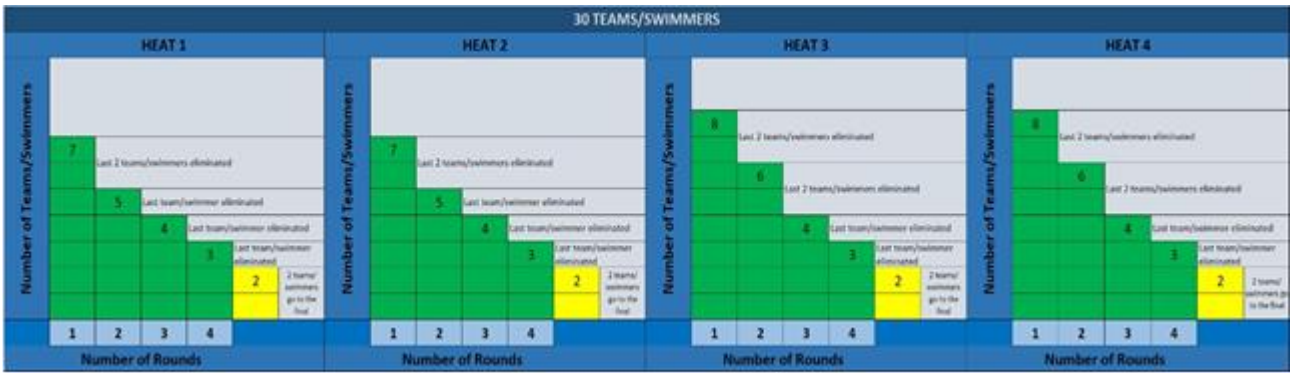 30 TEAMS/SWIMMERS
HEAT 1
Number of Teams/Swimmers
7
Last 2 teams/swimmers eliminated
5
Last team/swimmer eliminated
4
Last team/swimmer eliminated
3
Last team/swimmer
eliminated
2
2 teams/
swimmers
go to the
final
1 2 3 4
Number of Rounds
HEAT 2
Number of Teams/Swimmers
7
Last 2 teams/swimmers eliminated
5
Last team/swimmer eliminated
4
Last team/swimmer eliminated
3
Last team/swimmer
eliminated
2
2 teams/
swimmers
go to the
final
1 2 3 4
Number of Rounds
HEAT 3
Number of Teams/Swimmers
8
Last 2 teams/swimmers eliminated
6
Last 2 teams/swimmers eliminated
4
Last team/swimmer eliminated
3
Last team/swimmer
eliminated
2
2 teams/
swimmers
go to the
final
1 2 3 4
Number of Rounds
HEAT 4
Number of Teams/Swimmers
8
Last 2 teams/swimmers eliminated
6
Last 2 teams/swimmers eliminated
4
Last team/swimmer eliminated
3
Last team/swimmer
eliminated
2
2 teams/
swimmers go
to the final
1 2 3 4
Number of Rounds